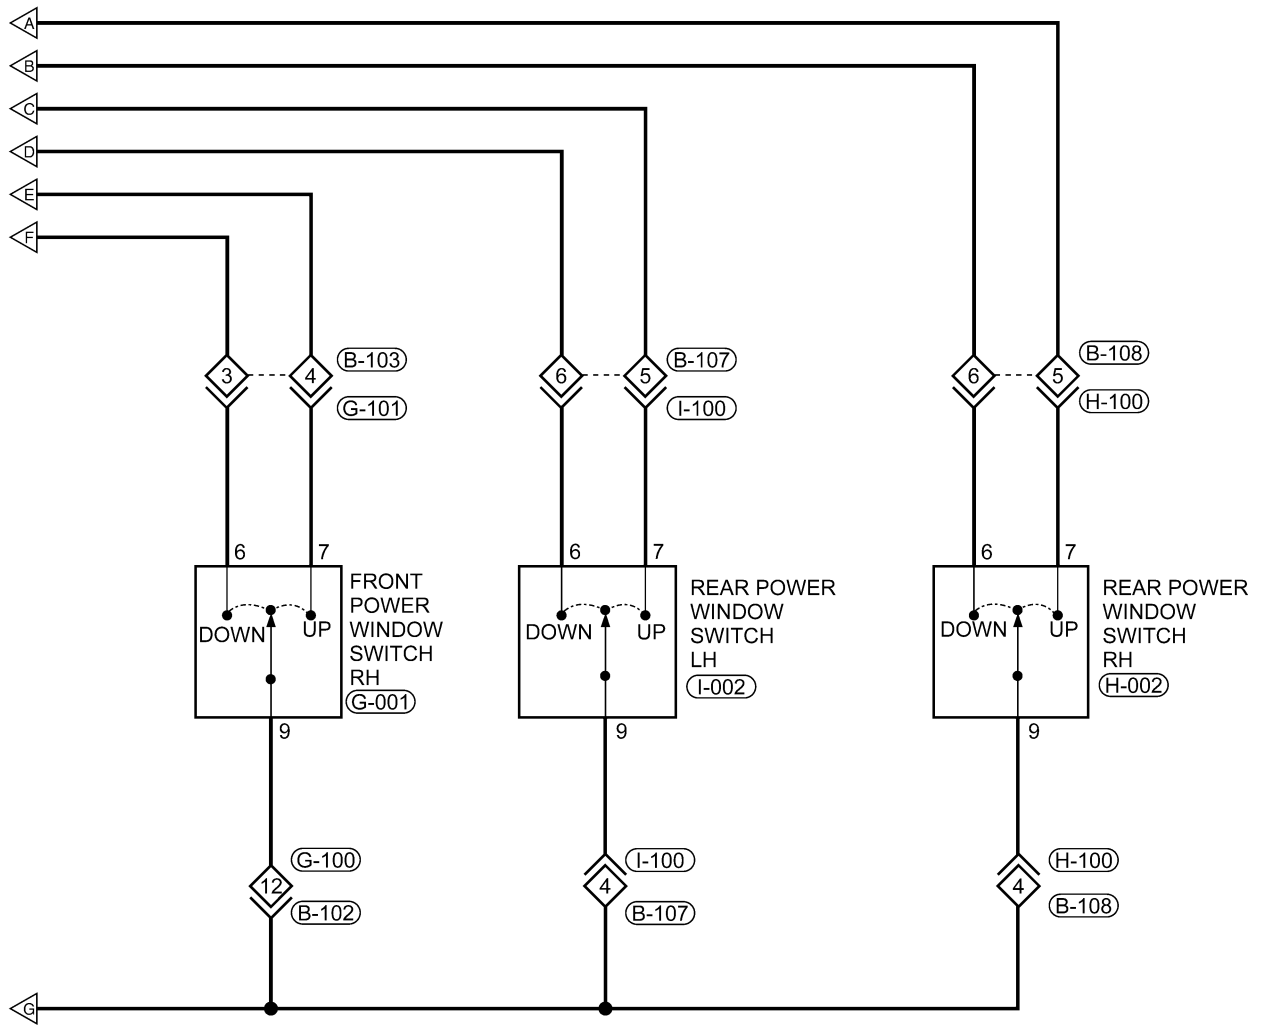 A
B
C
D
E
F
3
4
B-103
G-101
6
5
B-107
I-100
6
5
B-108
H-100
6
7
DOWN
UP
FRONT
POWER
WINDOW
SWITCH
RH
G-001
9
6
7
DOWN
UP
REAR POWER
WINDOW
SWITCH
LH
I-002
9
6
7
DOWN
UP
REAR POWER
WINDOW
SWITCH
RH
H-002
9
G-100
12
B-102
I-100
4
B-107
H-100
4
B-108
G